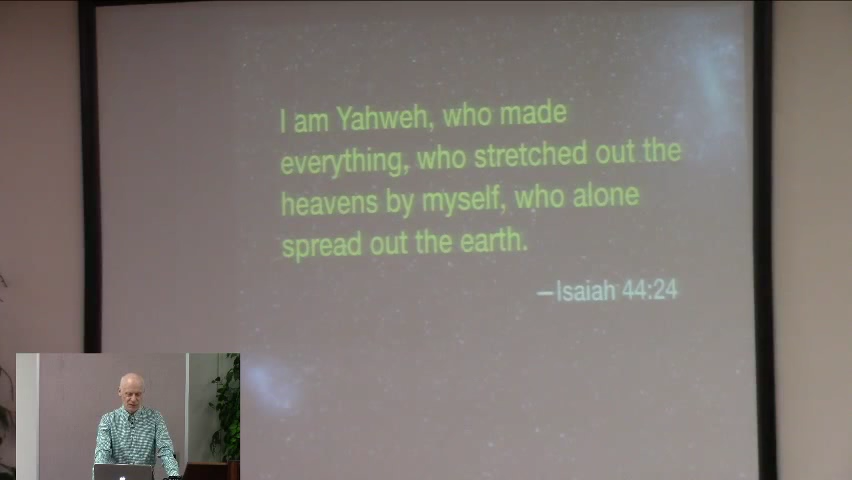 I am Yahweh, who made
everything, who stretched out the
heavens by myself, who alone
spread out the earth.
—Isaiah 44:24